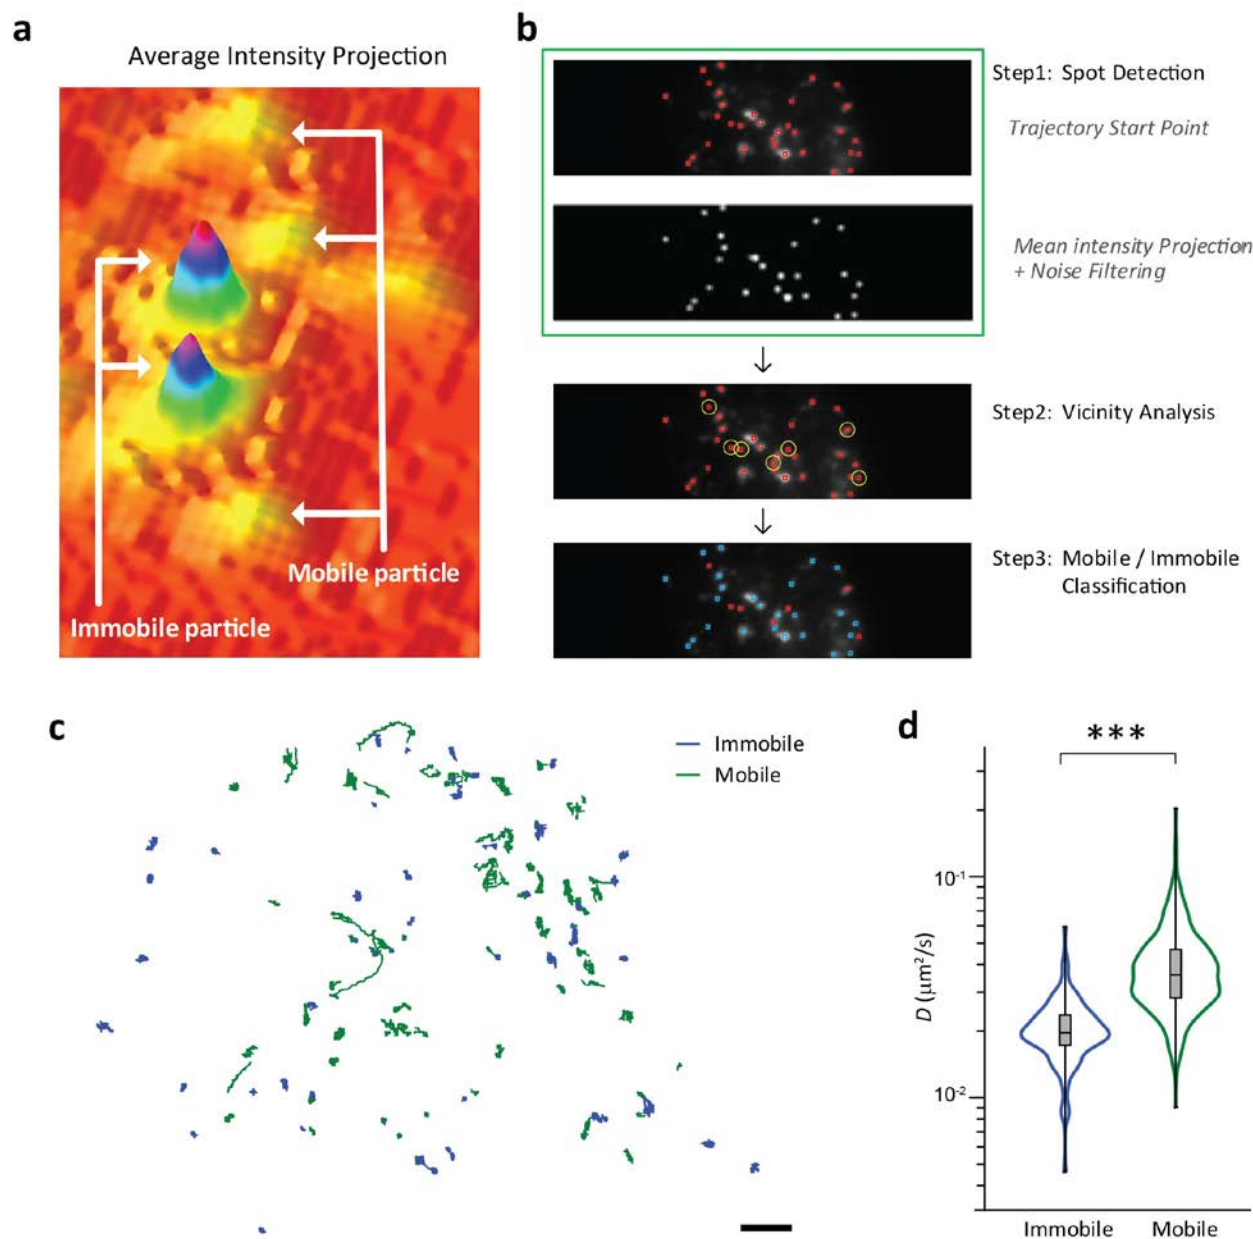 a
Average Intensity Projection
Mobile particle
Immobile particle
b
Step1: Spot Detection
Trajectory Start Point
Mean intensity Projection
+ Noise Filtering
Step2: Vicinity Analysis
Step3: Mobile / Immobile
Classification
c
Immobile
Mobile
d
***
D (μm²/s)
10⁻¹
10⁻²
Immobile
Mobile